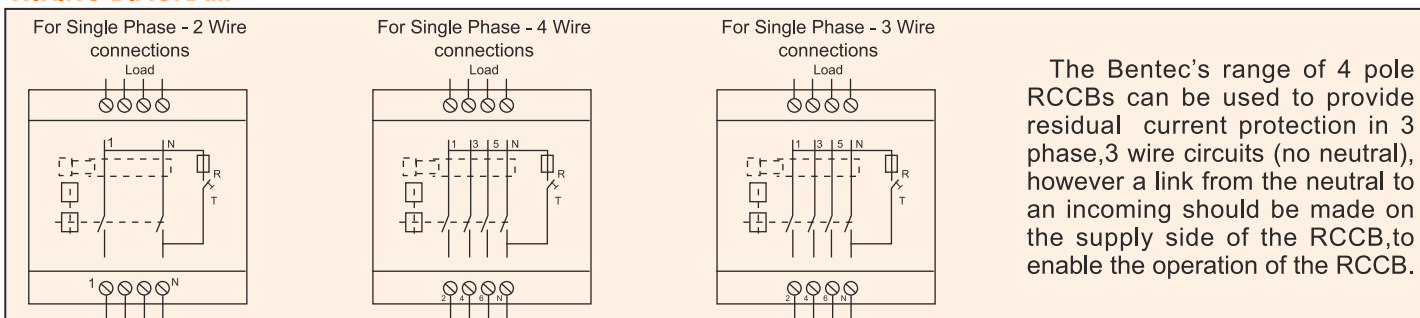 For Single Phase - 2 Wire
connections
Load
1 N
R
T
1 N
For Single Phase - 4 Wire
connections
Load
1 3 5 N
R
T
2 4 6 N
For Single Phase - 3 Wire
connections
Load
1 3 5 N
R
T
2 4 6 N
The Bentec's range of 4 pole
RCCBs can be used to provide
residual current protection in 3
phase,3 wire circuits (no neutral),
however a link from the neutral to
an incoming should be made on
the supply side of the RCCB,to
enable the operation of the RCCB.